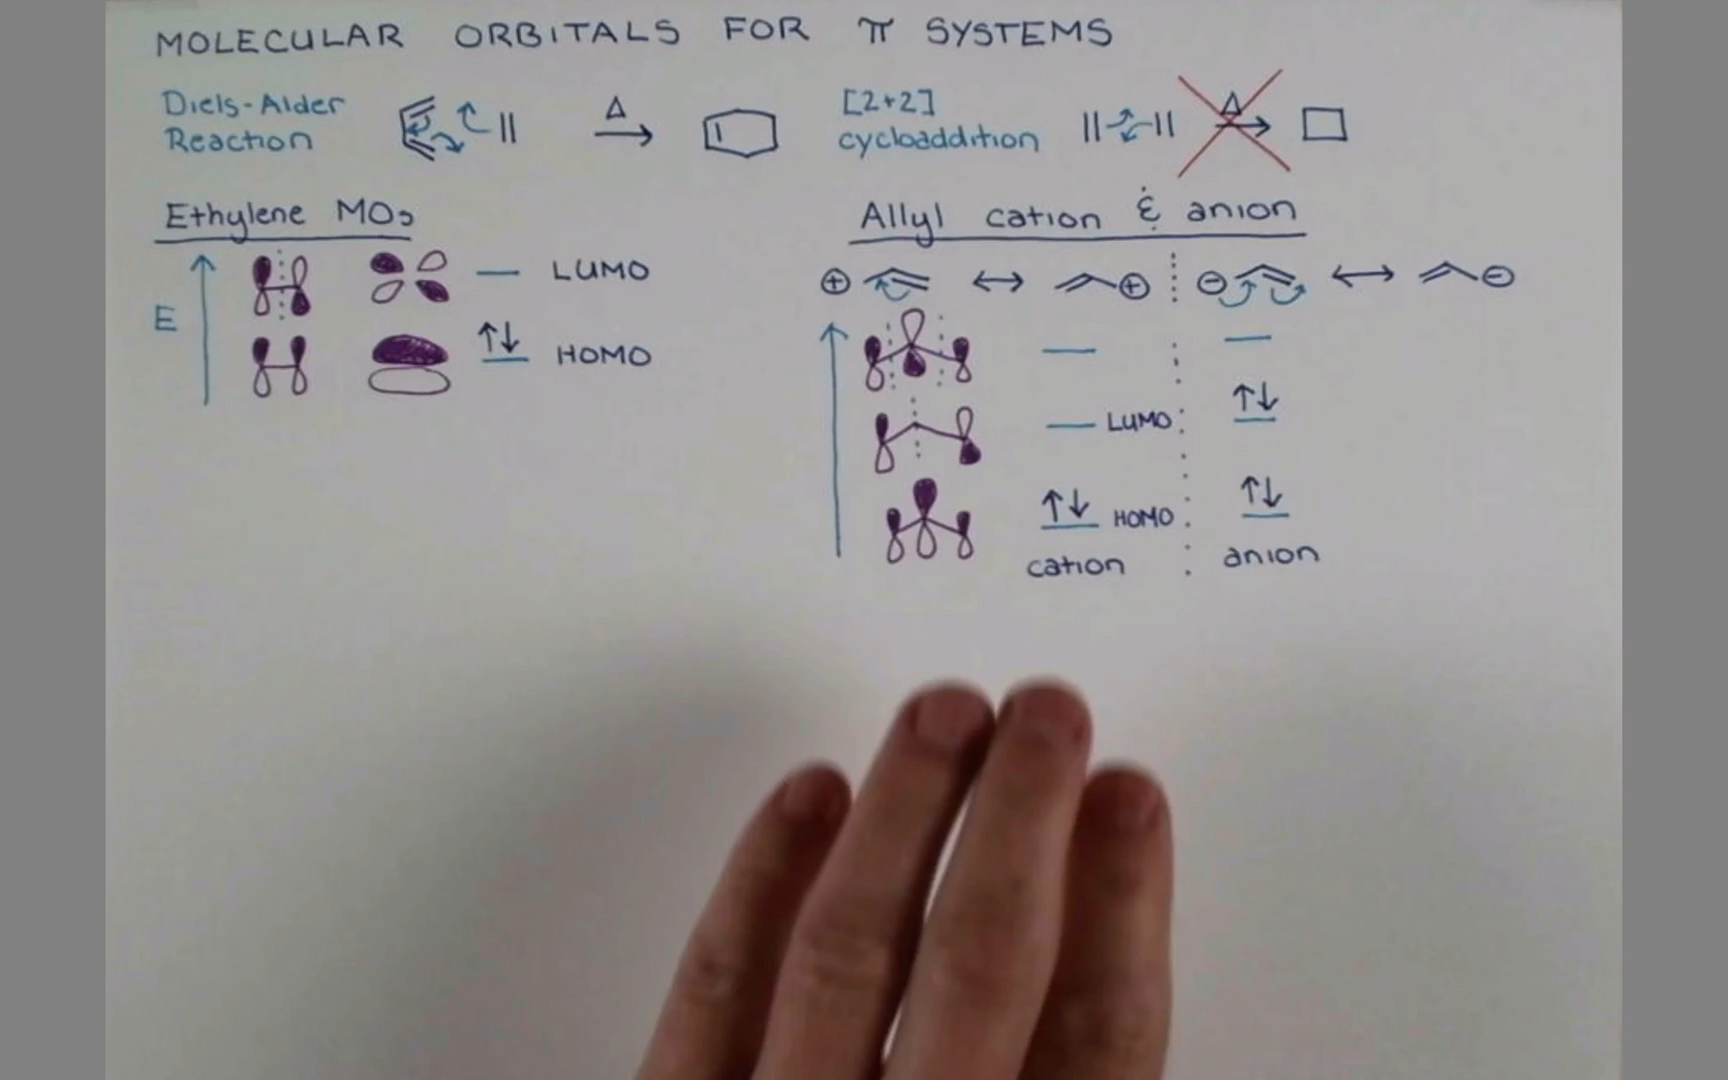 MOLECULAR ORBITALS FOR π SYSTEMS
Diels-Alder
Reaction
Δ
[2+2]
cycloaddition
Δ
Ethylene MOs
E
LUMO
HOMO
Allyl cation & anion
⊕ ⊕ ⊖ ⊖
LUMO
HOMO
cation
anion